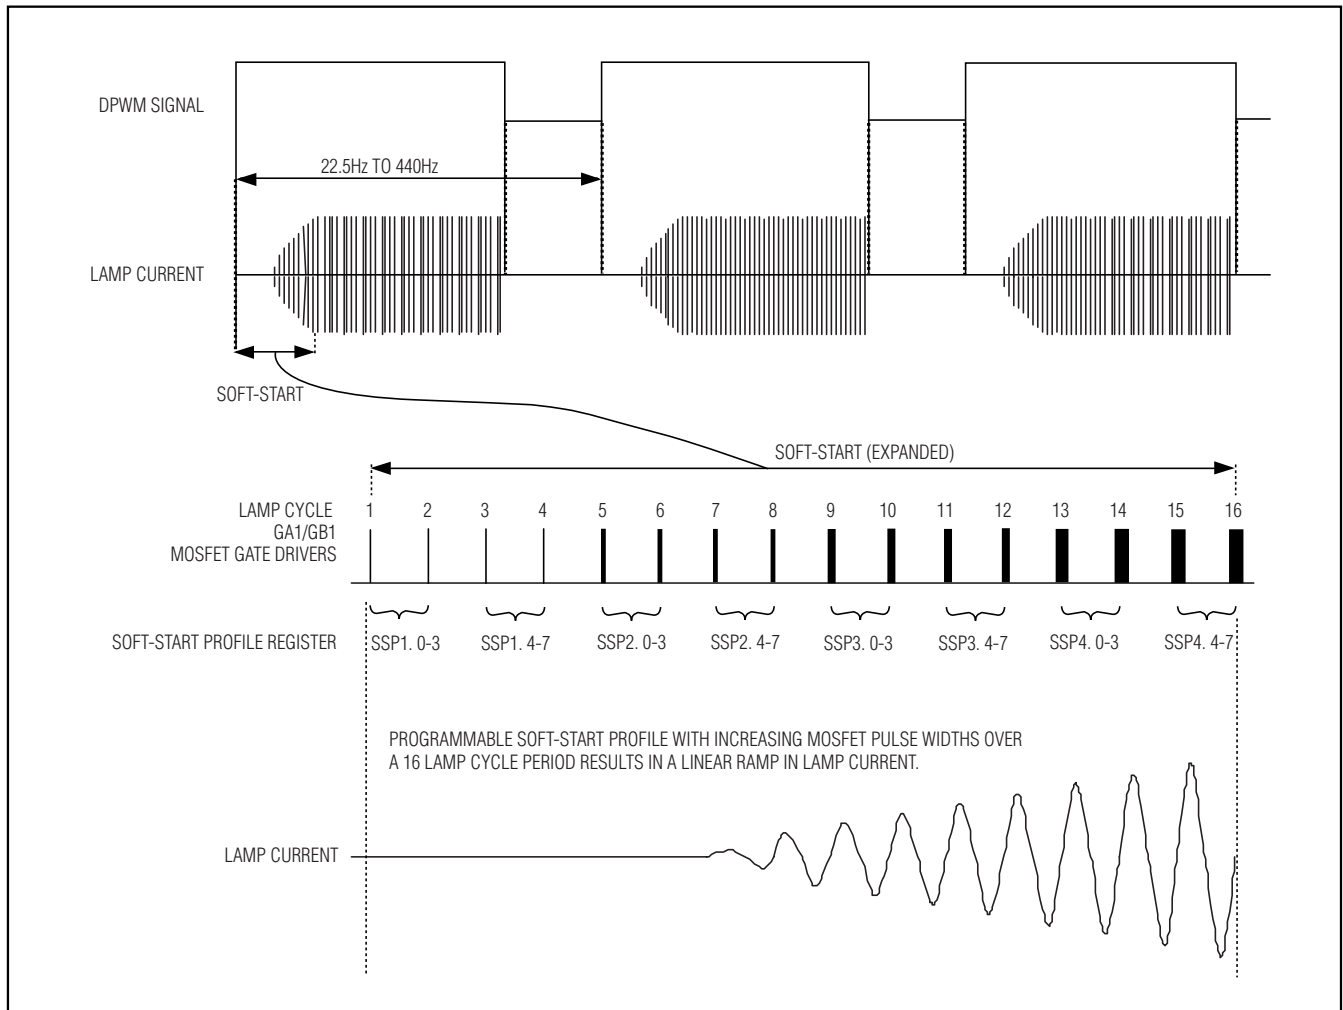 DPWM SIGNAL
22.5Hz TO 440Hz
LAMP CURRENT
SOFT-START
SOFT-START (EXPANDED)
LAMP CYCLE 1 2 3 4 5 6 7 8 9 10 11 12 13 14 15 16
GA1/GB1
MOSFET GATE DRIVERS
SOFT-START PROFILE REGISTER SSP1. 0-3 SSP1. 4-7 SSP2. 0-3 SSP2. 4-7 SSP3. 0-3 SSP3. 4-7 SSP4. 0-3 SSP4. 4-7
PROGRAMMABLE SOFT-START PROFILE WITH INCREASING MOSFET PULSE WIDTHS OVER
A 16 LAMP CYCLE PERIOD RESULTS IN A LINEAR RAMP IN LAMP CURRENT.
LAMP CURRENT